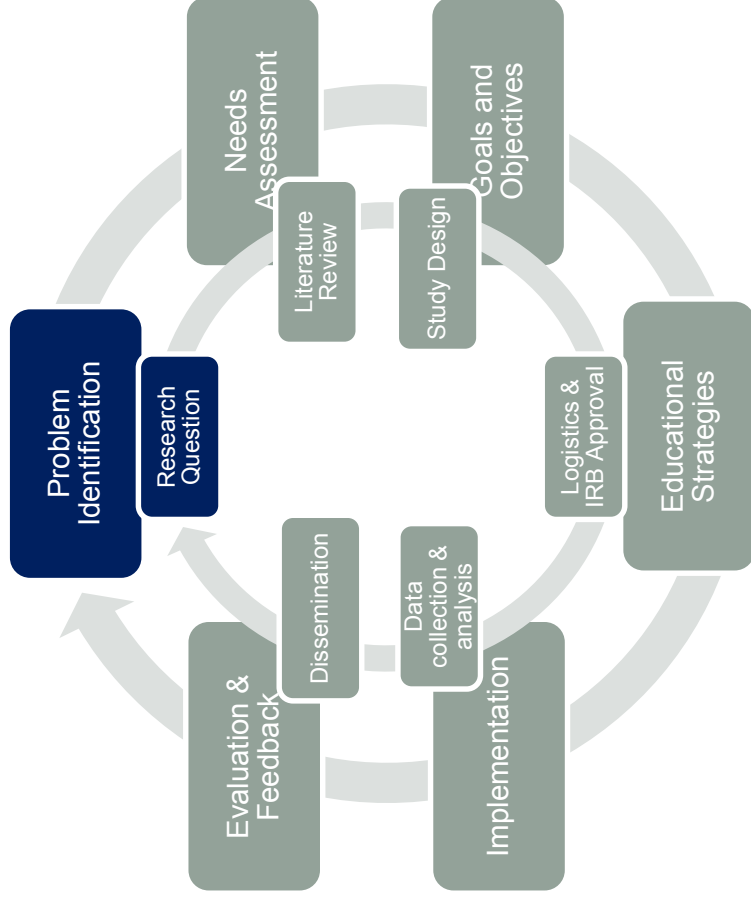 Problem
Identification
Research
Question
Needs
Assessment
Literature
Review
Goals and
Objectives
Study Design
Educational
Strategies
Logistics &
IRB Approval
Implementation
Data
collection &
analysis
Evaluation &
Feedback
Dissemination